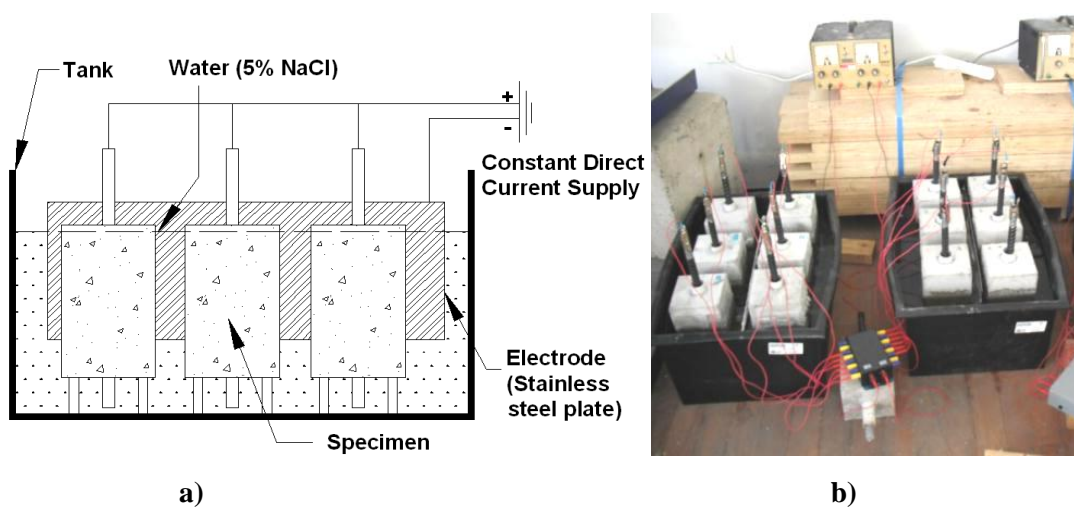 Tank
Water (5% NaCl)
+
-
Constant Direct
Current Supply
Electrode
(Stainless
steel plate)
Specimen
a)
b)